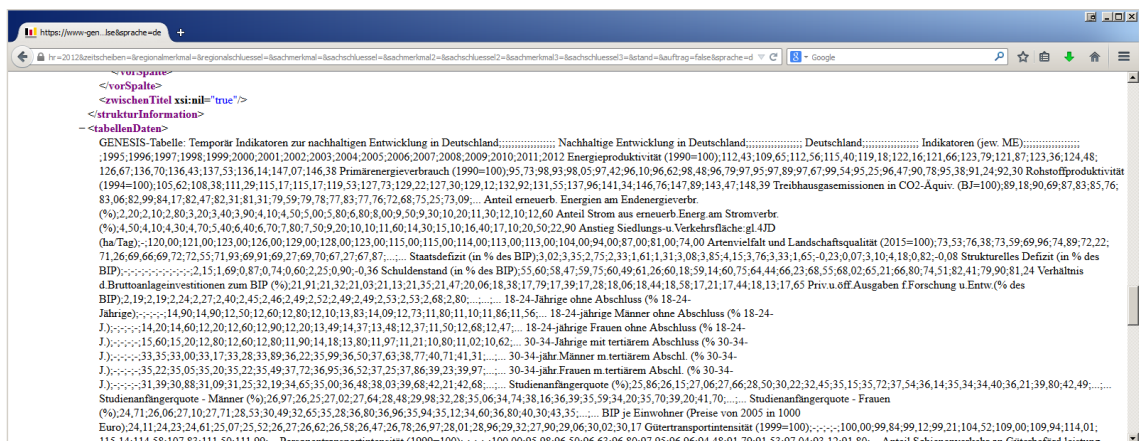 https://www-gen...lse&sprache=de
hr=2012&zeitscheiben=&regionalmerkmal=&regionalschluessel=&sachmerkmal=&sachschluessel=&sachmerkmal2=&sachschluessel2=&sachmerkmal3=&sachschluessel3=&stand=&auftrag=false&sprache=d Google
</vorSpalte>
</vorSpalte>
<zwischenTitel xsi:nil="true"/>
</strukturInformation>
− <tabellenDaten>
GENESIS-Tabelle: Temporär Indikatoren zur nachhaltigen Entwicklung in Deutschland;;;;;;;;;;;;;;;;;; Nachhaltige Entwicklung in Deutschland;;;;;;;;;;;;;;;;;; Deutschland;;;;;;;;;;;;;;;;;; Indikatoren (jew. ME);;;;;;;;;;;;;;;;;;
;1995;1996;1997;1998;1999;2000;2001;2002;2003;2004;2005;2006;2007;2008;2009;2010;2011;2012 Energieproduktivität (1990=100);112,43;109,65;112,56;115,40;119,18;122,16;121,66;123,79;121,87;123,36;124,48;
126,67;136,70;136,43;137,53;136,14;147,07;146,38 Primärenergieverbrauch (1990=100);95,73;98,93;98,05;97,42;96,10;96,62;98,48;96,79;97,95;97,89;97,67;99,54;95,25;96,47;90,78;95,38;91,24;92,30 Rohstoffproduktivität
(1994=100);105,62;108,38;111,29;115,17;115,17;119,53;127,73;129,22;127,30;129,12;132,92;131,55;137,96;141,34;146,76;147,89;143,47;148,39 Treibhausgasemissionen in CO2-Äquiv. (BJ=100);89,18;90,69;87,83;85,76;
83,06;82,99;84,17;82,47;82,31;81,31;79,59;79,78;77,83;77,76;72,68;75,25;73,09;... Anteil erneuerb. Energien am Endenergieverbr.
(%);2,20;2,10;2,80;3,20;3,40;3,90;4,10;4,50;5,00;5,80;6,80;8,00;9,50;9,30;10,20;11,30;12,10;12,60 Anteil Strom aus erneuerb.Energ.am Stromverbr.
(%);4,50;4,10;4,30;4,70;5,40;6,40;6,70;7,80;7,50;9,20;10,10;11,60;14,30;15,10;16,40;17,10;20,50;22,90 Anstieg Siedlungs-u.Verkehrsfläche:gl.4JD
(ha/Tag);-;120,00;121,00;123,00;126,00;129,00;128,00;123,00;115,00;115,00;114,00;113,00;113,00;104,00;94,00;87,00;81,00;74,00 Artenvielfalt und Landschaftsqualität (2015=100);73,53;76,38;73,59;69,96;74,89;72,22;
71,26;69,66;69,72;72,55;71,93;69,91;69,27;69,70;67,27;67,87;...;... Staatsdefizit (in % des BIP);3,02;3,35;2,75;2,33;1,61;1,31;3,08;3,85;4,15;3,76;3,33;1,65;-0,23;0,07;3,10;4,18;0,82;-0,08 Strukturelles Defizit (in % des
BIP);-;-;-;-;-;-;-;-;-;-;2,15;1,69;0,87;0,74;0,60;2,25;0,90;-0,36 Schuldenstand (in % des BIP);55,60;58,47;59,75;60,49;61,26;60,18;59,14;60,75;64,44;66,23;68,55;68,02;65,21;66,80;74,51;82,41;79,90;81,24 Verhältnis
d.Bruttoanlageinvestitionen zum BIP (%);21,91;21,32;21,03;21,13;21,35;21,47;20,06;18,38;17,79;17,39;17,28;18,06;18,44;18,58;17,21;17,44;18,13;17,65 Priv.u.öff.Ausgaben f.Forschung u.Entw.(% des
BIP);2,19;2,19;2,24;2,27;2,40;2,45;2,46;2,49;2,52;2,49;2,49;2,53;2,53;2,68;2,80;...;...;... 18-24-Jährige ohne Abschluss (% 18-24-
Jährige);-;-;-;-;14,90;14,90;12,50;12,60;12,80;12,10;13,83;14,09;12,73;11,80;11,10;11,86;11,56;... 18-24-jährige Männer ohne Abschluss (% 18-24-
J.);-;-;-;-;14,20;14,60;12,20;12,60;12,90;12,20;13,49;14,37;13,48;12,37;11,50;12,68;12,47;... 18-24-jährige Frauen ohne Abschluss (% 18-24-
J.);-;-;-;-;15,60;15,20;12,80;12,60;12,80;11,90;14,18;13,80;11,97;11,21;10,80;11,02;10,62;... 30-34-Jährige mit tertiärem Abschluss (% 30-34-
J.);-;-;-;-;33,35;33,00;33,17;33,28;33,89;36,22;35,99;36,50;37,63;38,77;40,71;41,31;...;... 30-34-jähr.Männer m.tertiärem Abschl. (% 30-34-
J.);-;-;-;-;35,22;35,05;35,20;35,22;35,49;37,72;36,95;36,52;37,25;37,86;39,23;39,97;...;... 30-34-jähr.Frauen m.tertiärem Abschl. (% 30-34-
J.);-;-;-;-;31,39;30,88;31,09;31,25;32,19;34,65;35,00;36,48;38,03;39,68;42,21;42,68;...;... Studienanfängerquote (%);25,86;26,15;27,06;27,66;28,50;30,22;32,45;35,15;35,72;37,54;36,14;35,34;34,40;36,21;39,80;42,49;...;...
Studienanfängerquote - Männer (%);26,97;26,25;27,02;27,64;28,48;29,98;32,28;35,06;34,74;38,16;36,39;35,59;34,20;35,70;39,20;41,70;...;... Studienanfängerquote - Frauen
(%);24,71;26,06;27,10;27,71;28,53;30,49;32,65;35,28;36,80;36,96;35,94;35,12;34,60;36,80;40,30;43,35;...;... BIP je Einwohner (Preise von 2005 in 1000
Euro);24,11;24,23;24,61;25,07;25,52;26,27;26,62;26,58;26,47;26,78;26,97;28,01;28,96;29,32;27,90;29,06;30,02;30,17 Gütertransportintensität (1999=100);-;-;-;-;100,00;99,84;99,12;99,21;104,52;109,00;109,94;114,01;